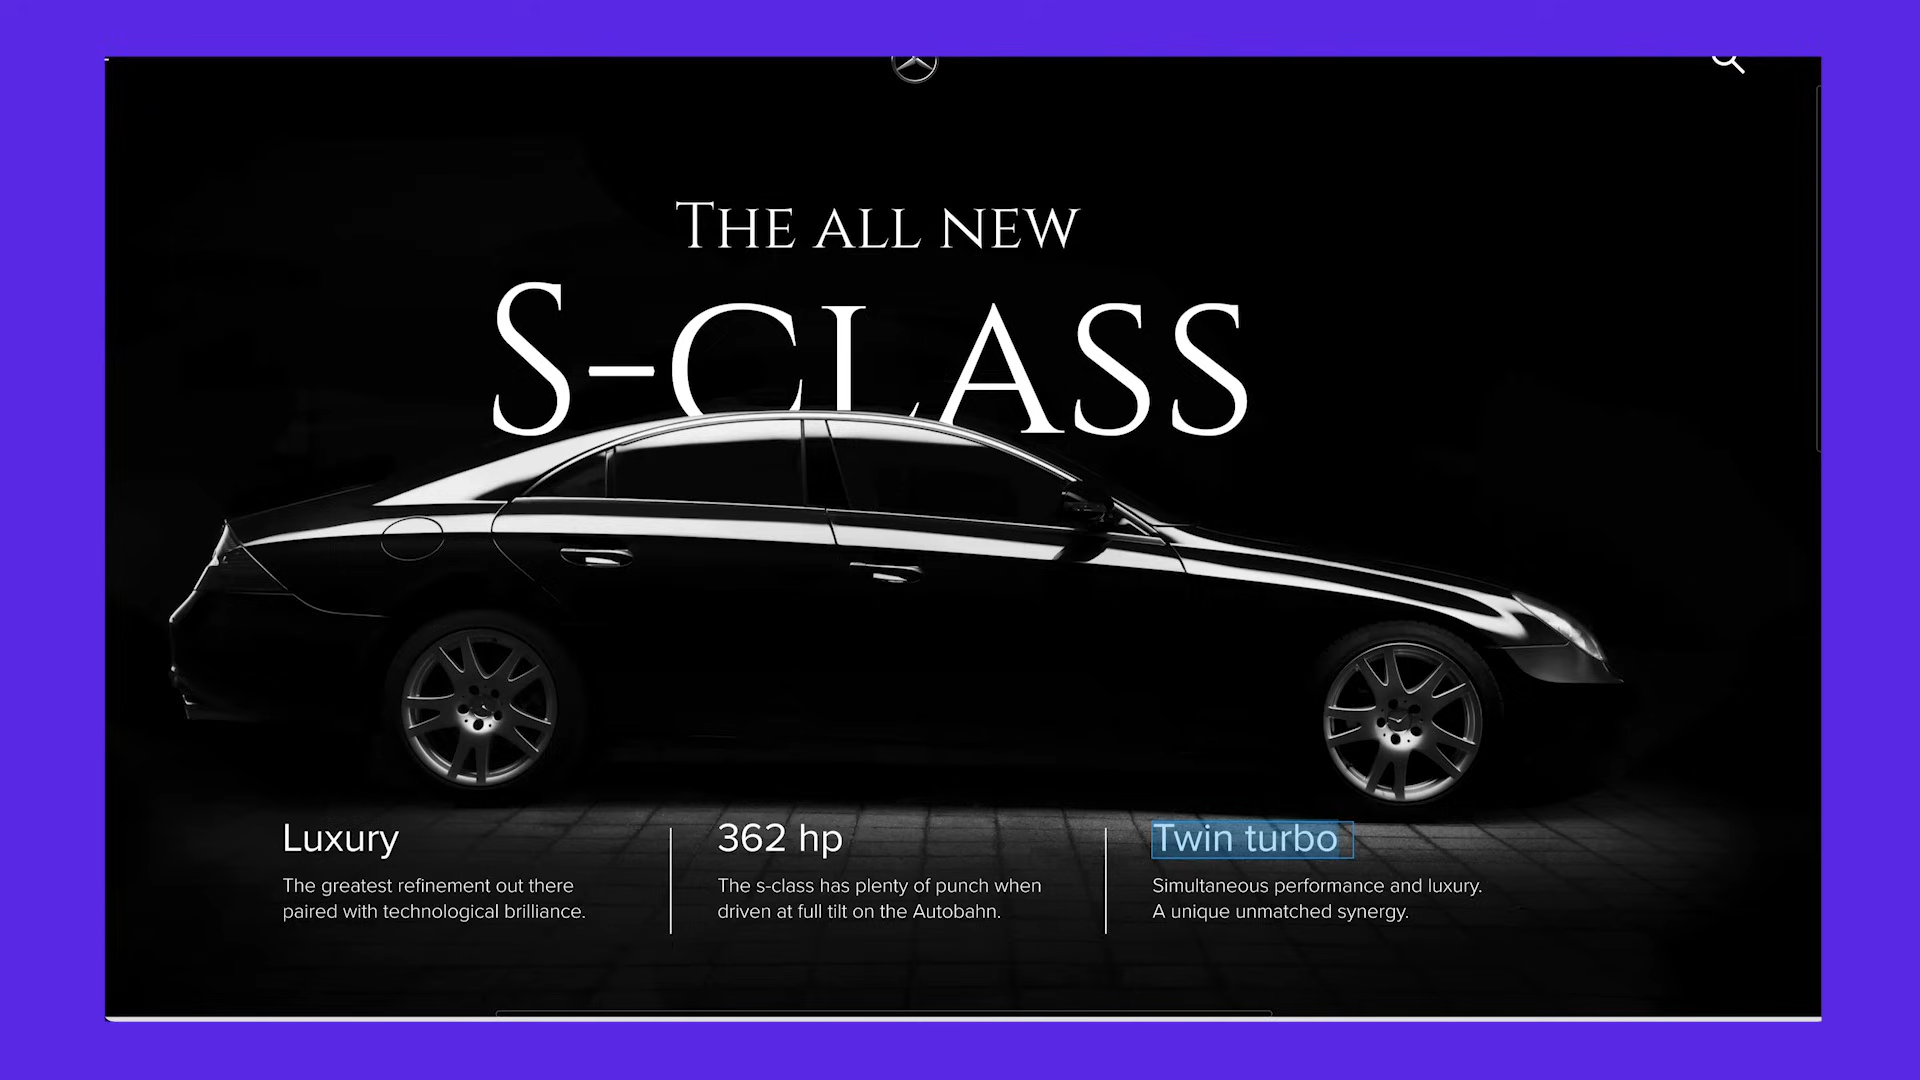 The all new
S-class
Luxury
The greatest refinement out there
paired with technological brilliance.
362 hp
The s-class has plenty of punch when
driven at full tilt on the Autobahn.
Twin turbo
Simultaneous performance and luxury.
A unique unmatched synergy.